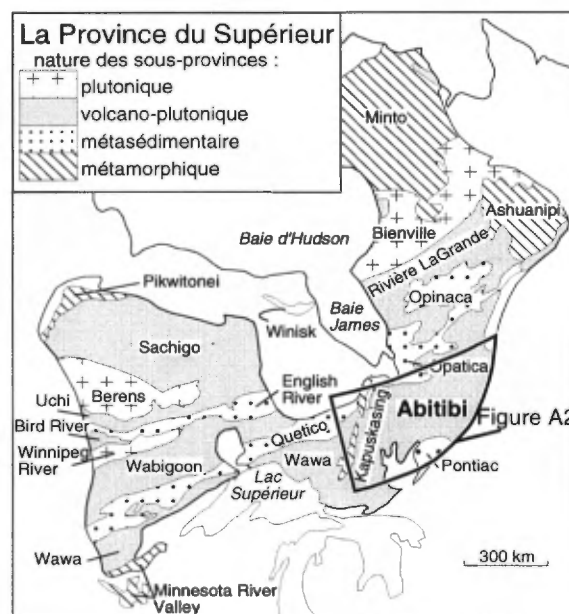 La Province du Supérieur
nature des sous-provinces :
plutonique
volcano-plutonique
métasédimentaire
métamorphique
Minto
Ashuanipi
Bienville
Baie d'Hudson
Rivière LaGrande
Pikwitonei
Opinaca
Baie
James
Winisk
Sachigo
Opatica
English
River
Berens
Uchi
Abitibi
Bird River
Quetico
Kapuskasing
Figure A2
Winnipeg
River
Wabigoon
Wawa
Pontiac
Lac
Supérieur
Wawa
300 km
Minnesota River
Valley